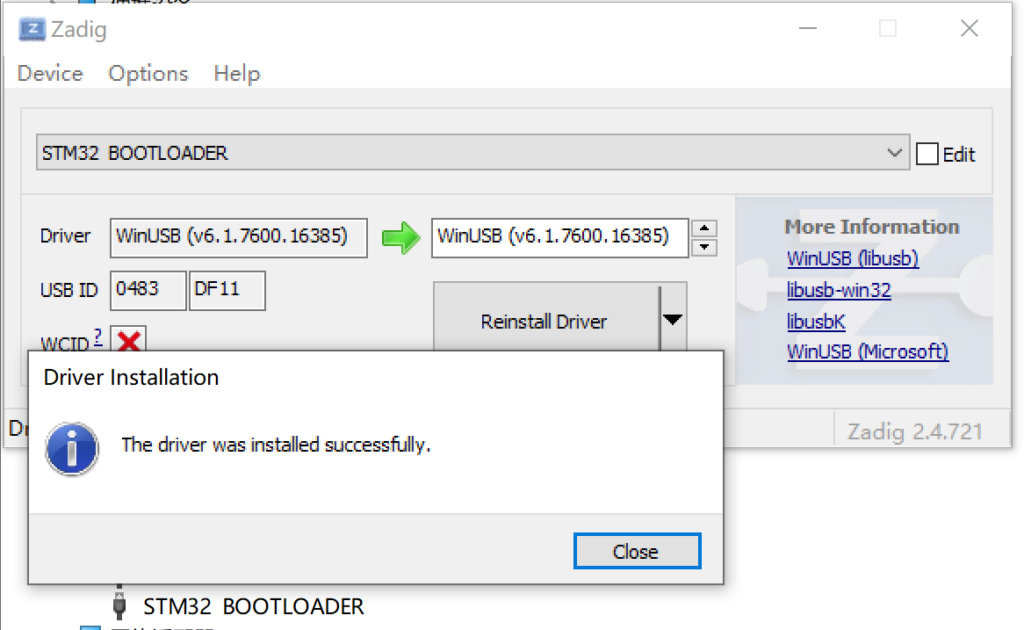 Zadig
Device Options Help
STM32 BOOTLOADER
Edit
Driver
WinUSB (v6.1.7600.16385)
WinUSB (v6.1.7600.16385)
More Information
WinUSB (libusb)
libusb-win32
libusbK
WinUSB (Microsoft)
USB ID
0483
DF11
WCID ?
Reinstall Driver
Zadig 2.4.721
Driver Installation
The driver was installed successfully.
Close
STM32 BOOTLOADER